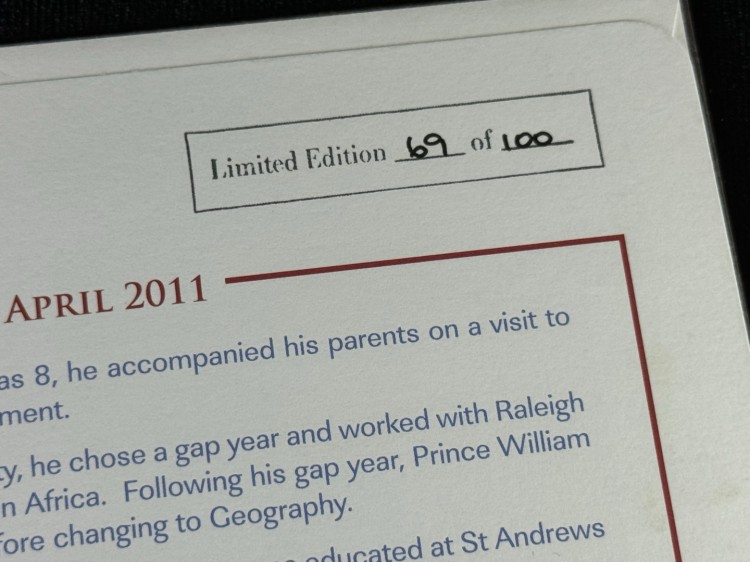 Limited Edition 69 of 100
APRIL 2011
as 8, he accompanied his parents on a visit to
ment.
ty, he chose a gap year and worked with Raleigh
n Africa. Following his gap year, Prince William
fore changing to Geography.
educated at St Andrews